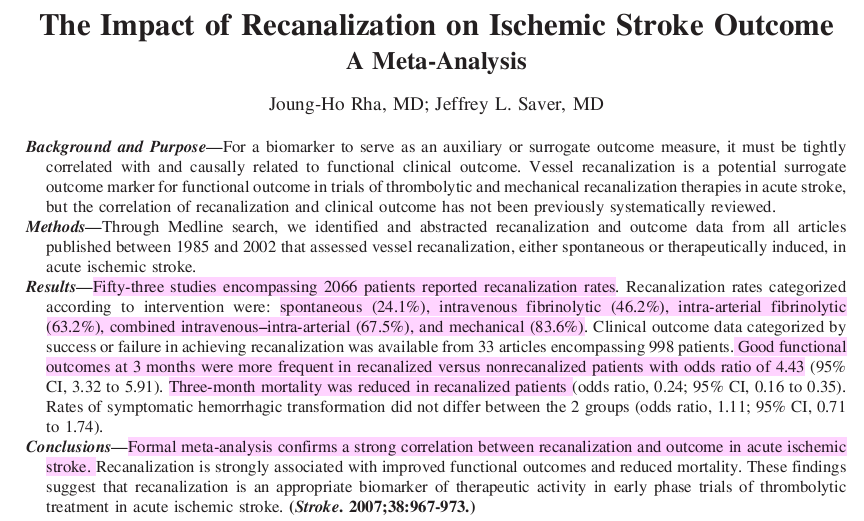 The Impact of Recanalization on Ischemic Stroke Outcome
A Meta-Analysis
Joung-Ho Rha, MD; Jeffrey L. Saver, MD
Background and Purpose—For a biomarker to serve as an auxiliary or surrogate outcome measure, it must be tightly
correlated with and causally related to functional clinical outcome. Vessel recanalization is a potential surrogate
outcome marker for functional outcome in trials of thrombolytic and mechanical recanalization therapies in acute stroke,
but the correlation of recanalization and clinical outcome has not been previously systematically reviewed.
Methods—Through Medline search, we identified and abstracted recanalization and outcome data from all articles
published between 1985 and 2002 that assessed vessel recanalization, either spontaneous or therapeutically induced, in
acute ischemic stroke.
Results—Fifty-three studies encompassing 2066 patients reported recanalization rates. Recanalization rates categorized
according to intervention were: spontaneous (24.1%), intravenous fibrinolytic (46.2%), intra-arterial fibrinolytic
(63.2%), combined intravenous–intra-arterial (67.5%), and mechanical (83.6%). Clinical outcome data categorized by
success or failure in achieving recanalization was available from 33 articles encompassing 998 patients. Good functional
outcomes at 3 months were more frequent in recanalized versus nonrecanalized patients with odds ratio of 4.43 (95%
CI, 3.32 to 5.91). Three-month mortality was reduced in recanalized patients (odds ratio, 0.24; 95% CI, 0.16 to 0.35).
Rates of symptomatic hemorrhagic transformation did not differ between the 2 groups (odds ratio, 1.11; 95% CI, 0.71
to 1.74).
Conclusions—Formal meta-analysis confirms a strong correlation between recanalization and outcome in acute ischemic
stroke. Recanalization is strongly associated with improved functional outcomes and reduced mortality. These findings
suggest that recanalization is an appropriate biomarker of therapeutic activity in early phase trials of thrombolytic
treatment in acute ischemic stroke. (Stroke. 2007;38:967-973.)